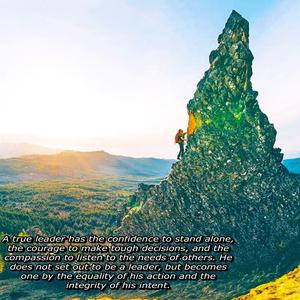 A true leader has the confidence to stand alone,
the courage to make tough decisions, and the
compassion to listen to the needs of others. He
does not set out to be a leader, but becomes
one by the equality of his action and the
integrity of his intent.